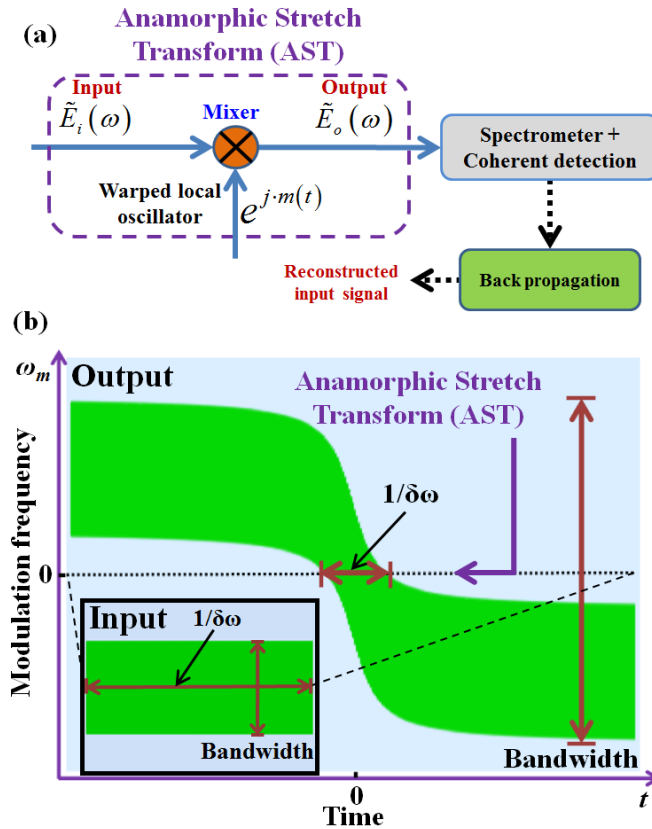 (a)
Anamorphic Stretch
Transform (AST)
Input
Output
Ẽᵢ(ω)
Mixer
Ẽₒ(ω)
Spectrometer +
Coherent detection
Warped local
oscillator
e^{j·m(t)}
Reconstructed
input signal
Back propagation
(b)
ωₘ
Output
Anamorphic Stretch
Transform (AST)
1/δω
Modulation frequency
0
Input
1/δω
Bandwidth
Bandwidth
0
Time
t